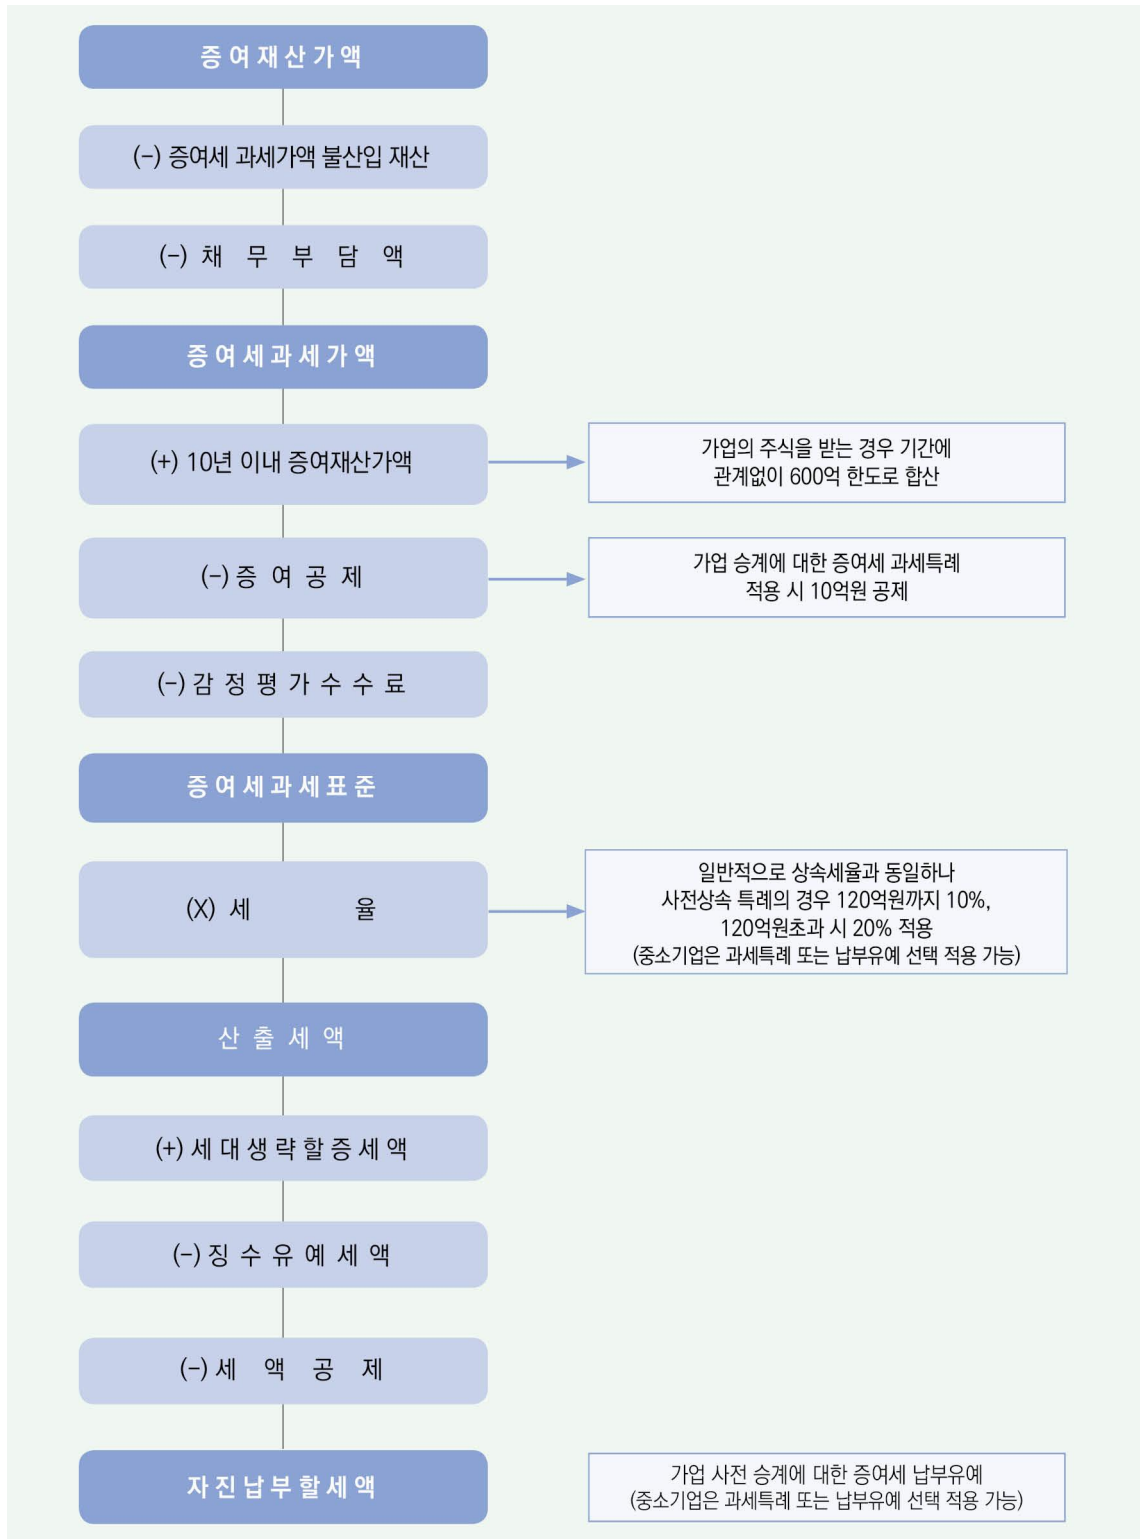 증여재산가액
(-) 증여세 과세가액 불산입 재산
(-) 채 무 부 담 액
증여세과세가액
(+) 10년 이내 증여재산가액
가업의 주식을 받는 경우 기간에
관계없이 600억 한도로 합산
(-) 증 여 공 제
가업 승계에 대한 증여세 과세특례
적용 시 10억원 공제
(-) 감 정 평 가 수 수 료
증여세과세표준
(X) 세 율
일반적으로 상속세율과 동일하나
사전상속 특례의 경우 120억원까지 10%,
120억원초과 시 20% 적용
(중소기업은 과세특례 또는 납부유예 선택 적용 가능)
산 출 세 액
(+) 세 대 생 략 할 증 세 액
(-) 징 수 유 예 세 액
(-) 세 액 공 제
자진납부할세액
가업 사전 승계에 대한 증여세 납부유예
(중소기업은 과세특례 또는 납부유예 선택 적용 가능)